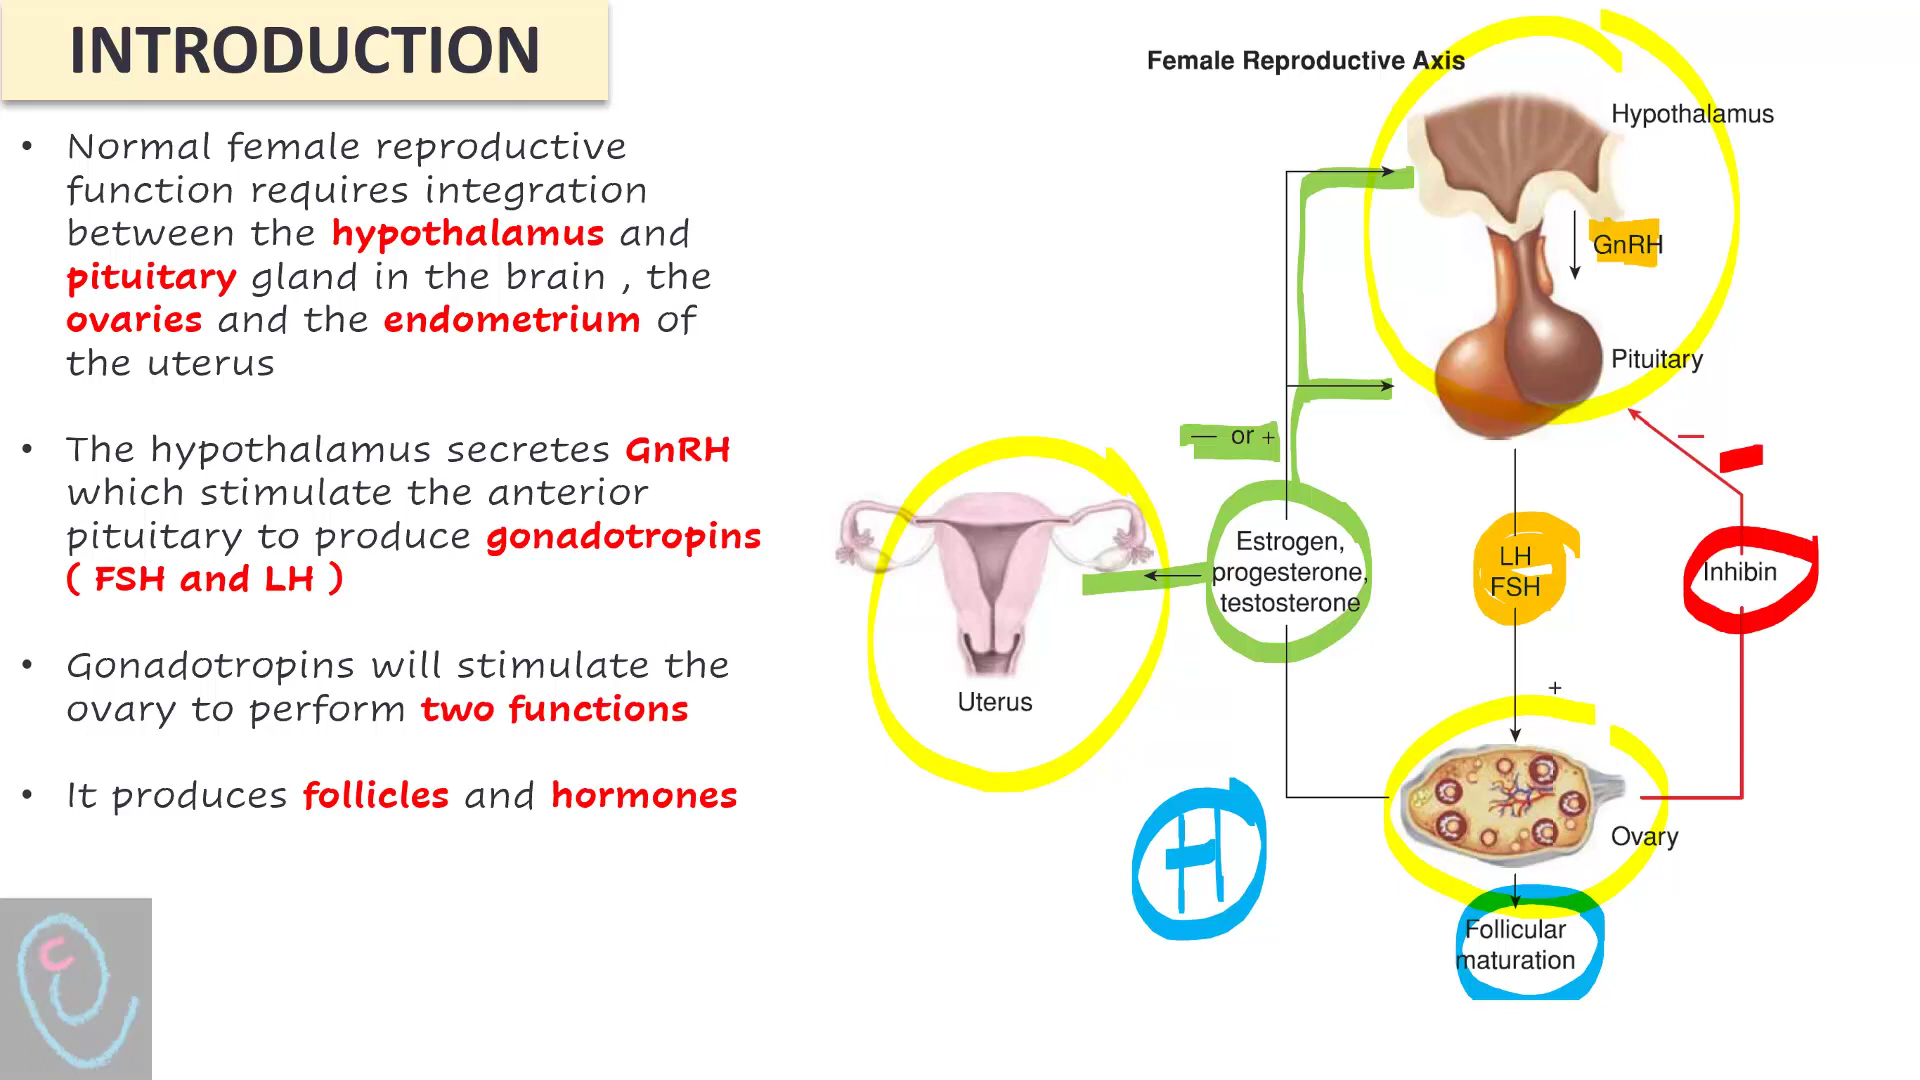 INTRODUCTION
• Normal female reproductive
function requires integration
between the hypothalamus and
pituitary gland in the brain , the
ovaries and the endometrium of
the uterus
• The hypothalamus secretes GnRH
which stimulate the anterior
pituitary to produce gonadotropins
( FSH and LH )
• Gonadotropins will stimulate the
ovary to perform two functions
• It produces follicles and hormones
Female Reproductive Axis
Hypothalamus
GnRH
Pituitary
— or +
—
Estrogen,
progesterone,
testosterone
LH
FSH
Inhibin
Uterus
+
Ovary
H
Follicular
maturation